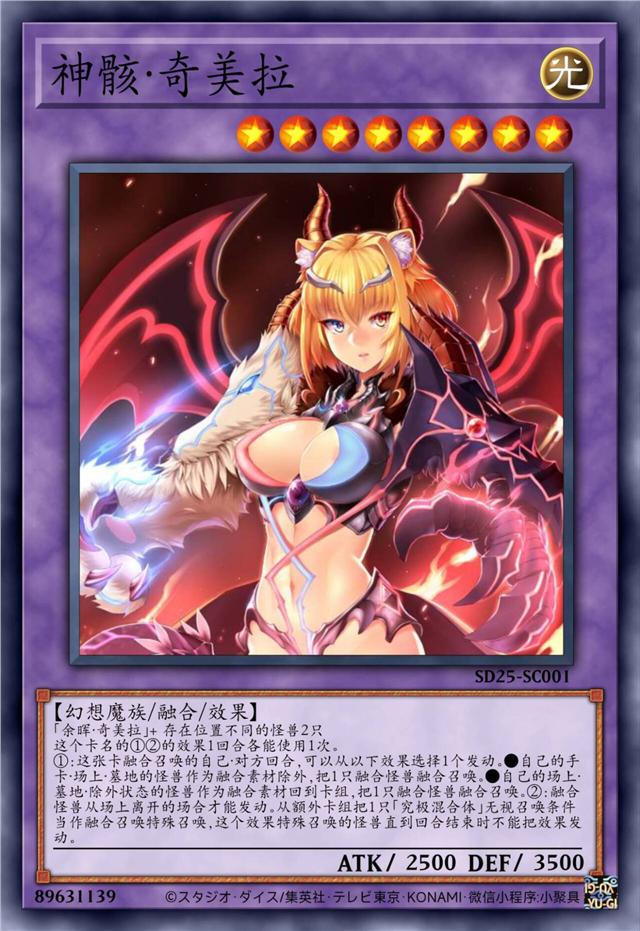 神骸·奇美拉
光
SD25-SC001
【幻想魔族/融合/效果】
「余晖·奇美拉」+ 存在位置不同的怪兽2只
这个卡名的①②的效果1回合各能使用1次。
①:这张卡融合召唤的自己·对方回合,可以从以下效果选择1个发动。●自己的手
卡·场上·墓地的怪兽作为融合素材除外,把1只融合怪兽融合召唤。●自己的场上·
墓地·除外状态的怪兽作为融合素材回到卡组,把1只融合怪兽融合召唤。②:融合
怪兽从场上离开的场合才能发动。从额外卡组把1只「究极混合体」无视召唤条件
当作融合召唤特殊召唤,这个效果特殊召唤的怪兽直到回合结束时不能把效果发
动。
ATK/ 2500 DEF/ 3500
89631139 ©スタジオ·ダイス/集英社·テレビ東京·KONAMI·微信小程序:小聚具